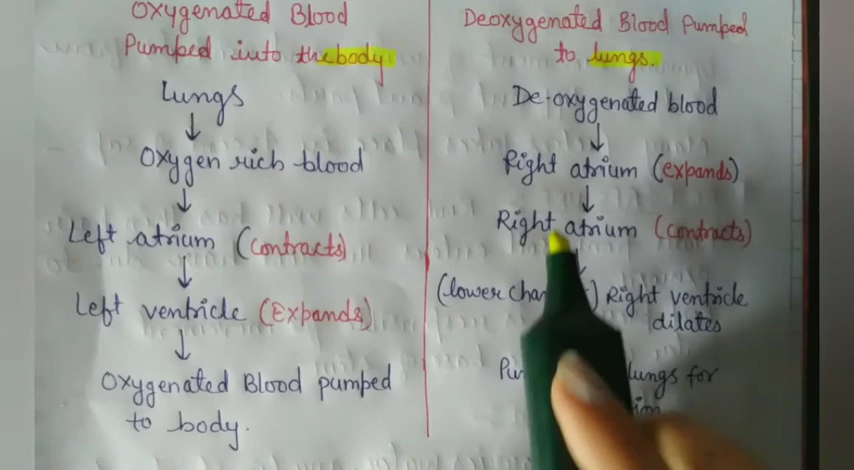 Oxygenated Blood
Pumped into the body
Lungs
↓
Oxygen rich blood
↓
Left atrium (contracts)
↓
Left ventricle (Expands)
↓
Oxygenated Blood pumped
to body.
Deoxygenated Blood Pumped
to lungs.
De-oxygenated blood
↓
Right atrium (expands)
↓
Right atrium (contracts)
(lower ) Right ventricle
dilates
lungs for